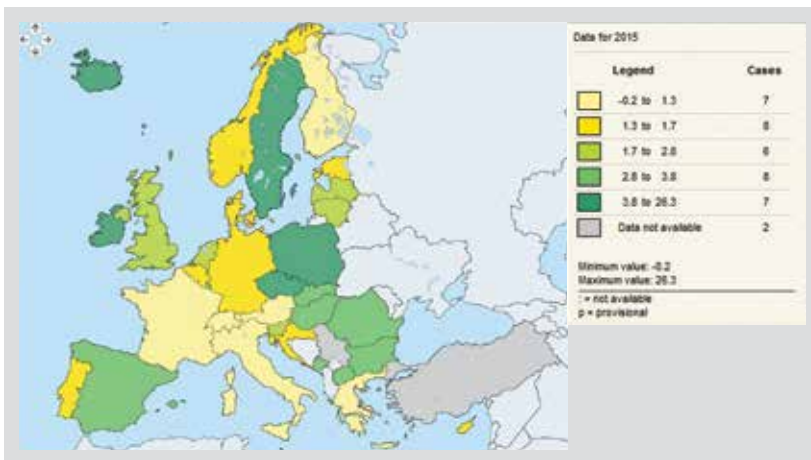 Data for 2015
Legend Cases
-0.2 to 1.3 7
1.3 to 1.7 8
1.7 to 2.8 6
2.8 to 3.8 8
3.8 to 26.3 7
Data not available 2
Minimum value: -0.2
Maximum value: 26.3
: = not available
p = provisional